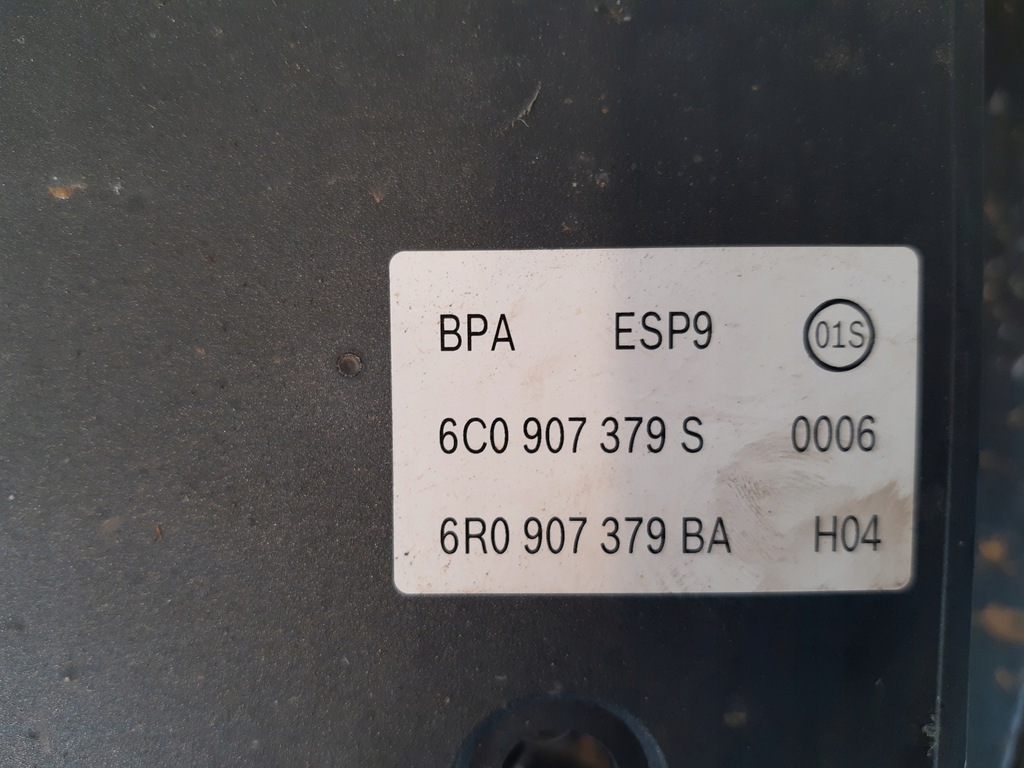 BPA ESP9 01S
6C0 907 379 S 0006
6R0 907 379 BA H04